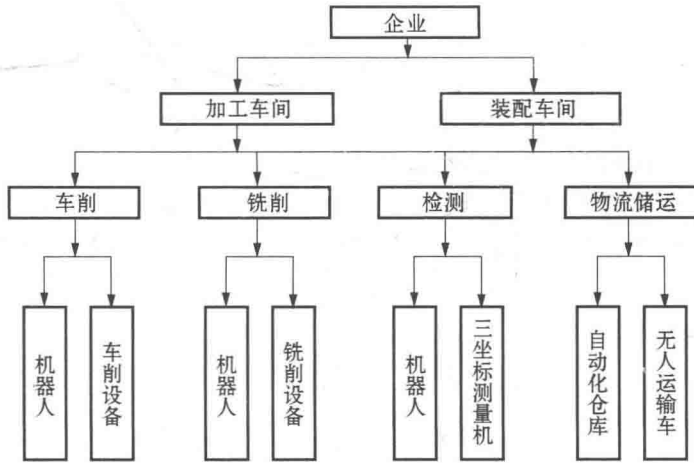 企业
加工车间
装配车间
车削
铣削
检测
物流储运
机器人
车削设备
机器人
铣削设备
机器人
三坐标测量机
自动化仓库
无人运输车